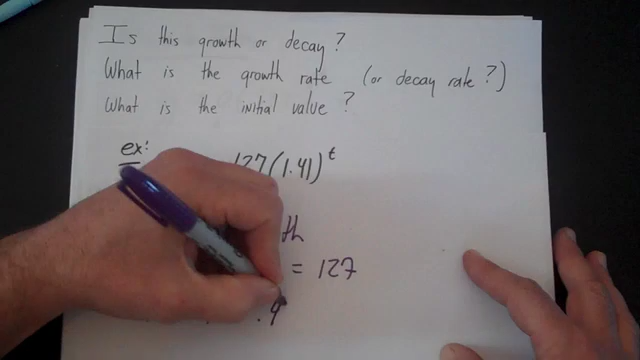 Is this growth or decay?
What is the growth rate (or decay rate?)
What is the initial value?
ex:
127(1.41)^t
th
= 127
.4